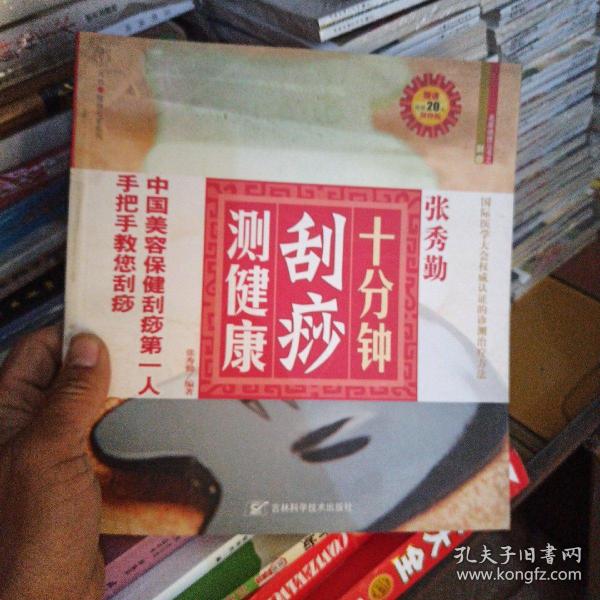 国际医学大会权威认证的诊测治疗方法
张秀勤
十分钟
刮痧
测健康
张秀勤 编著
中国美容保健刮痧第一人
手把手教您刮痧
20
吉林科学技术出版社
大全
孔夫子旧书网
www.kongfz.com